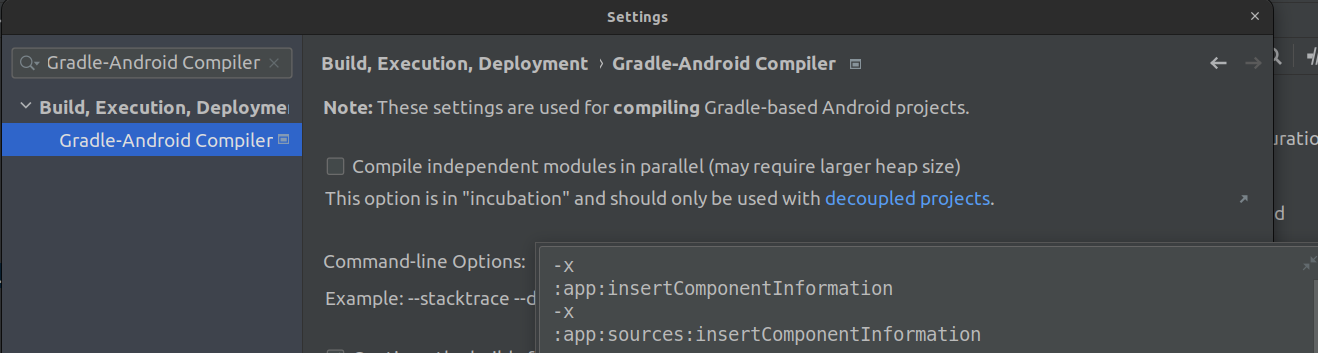 Settings
Gradle-Android Compiler
Build, Execution, Deployme
Gradle-Android Compiler
Build, Execution, Deployment › Gradle-Android Compiler
Note: These settings are used for compiling Gradle-based Android projects.
Compile independent modules in parallel (may require larger heap size)
This option is in "incubation" and should only be used with decoupled projects.
Command-line Options:
Example: --stacktrace --d
-x
:app:insertComponentInformation
-x
:app:sources:insertComponentInformation
uratio
d